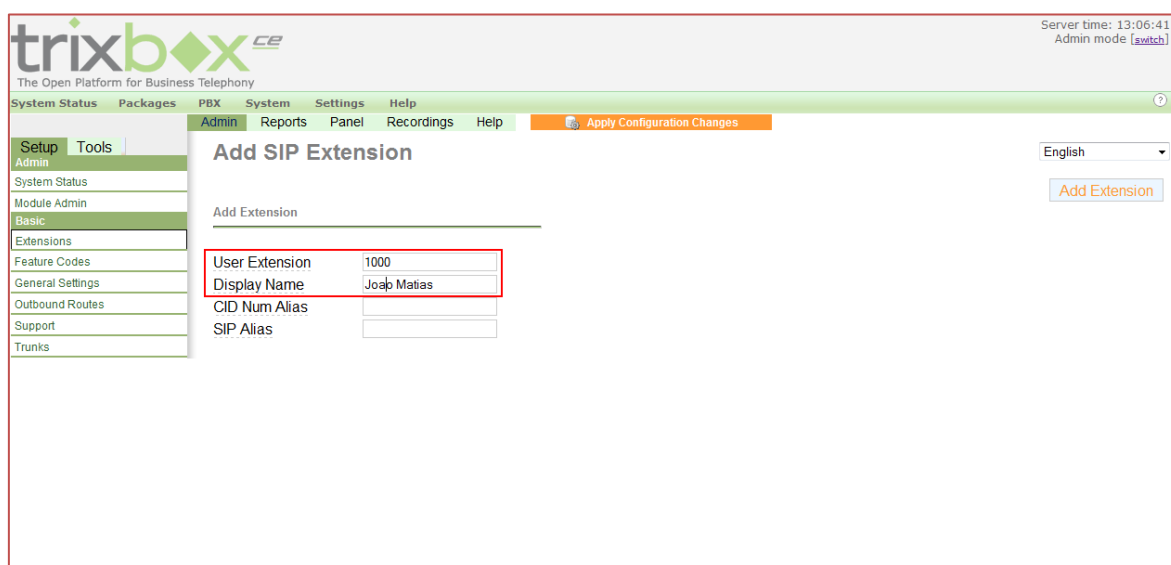 trixbox ce
The Open Platform for Business Telephony
Server time: 13:06:41
Admin mode [switch]
System Status Packages PBX System Settings Help ?
Admin Reports Panel Recordings Help Apply Configuration Changes
Setup Tools
Admin
System Status
Module Admin
Basic
Extensions
Feature Codes
General Settings
Outbound Routes
Support
Trunks
Add SIP Extension
English
Add Extension
Add Extension
User Extension 1000
Display Name Joao Matias
CID Num Alias
SIP Alias